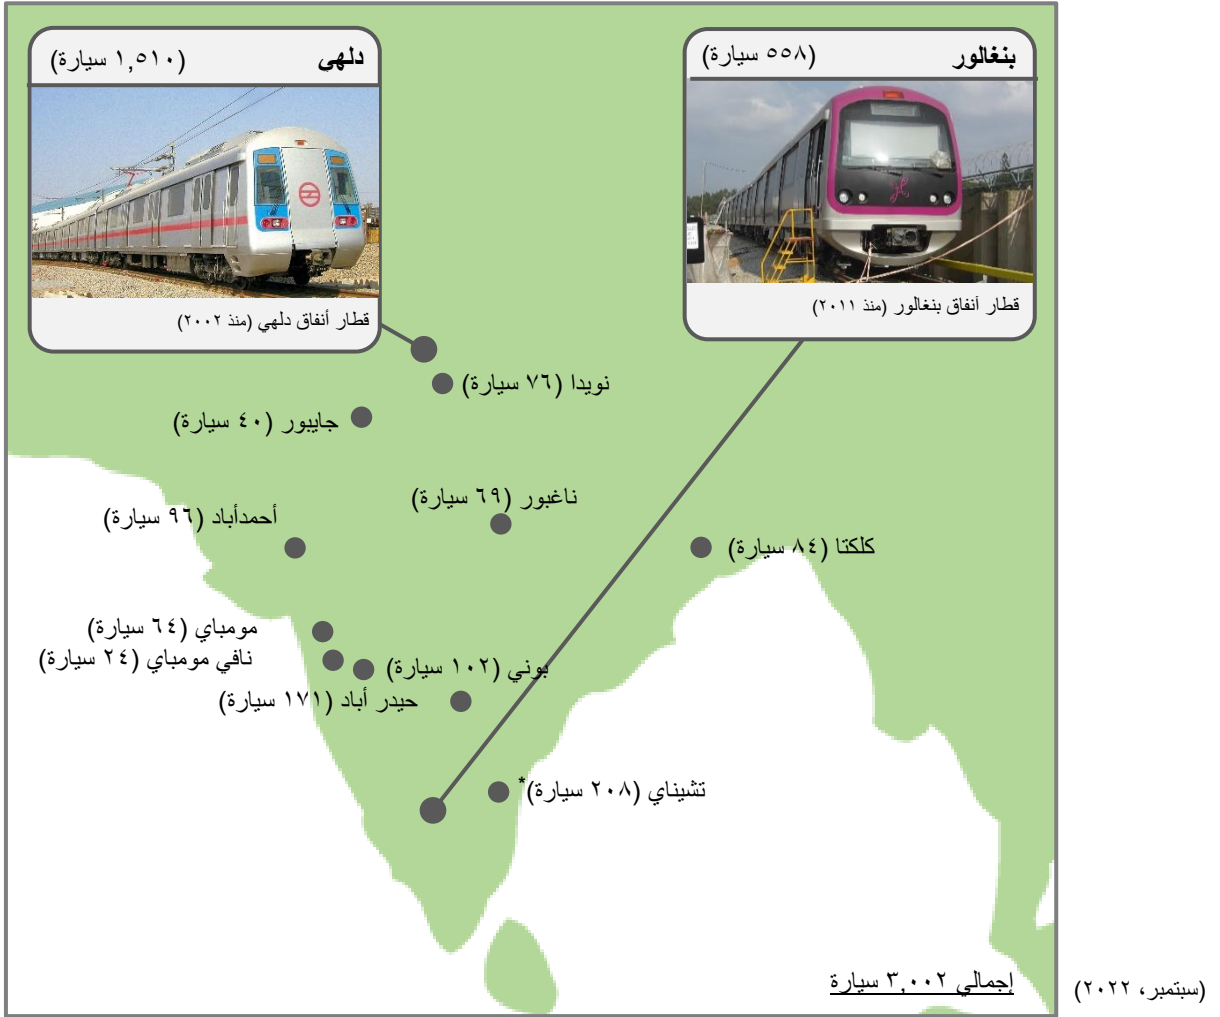 دلهي (١,٥١٠ سيارة)
قطار أنفاق دلهي (منذ ٢٠٠٢)
بنغالور (٥٥٨ سيارة)
قطار أنفاق بنغالور (منذ ٢٠١١)
نويدا (٧٦ سيارة)
جايبور (٤٠ سيارة)
ناغبور (٦٩ سيارة)
أحمدأباد (٩٦ سيارة)
كلكتا (٨٤ سيارة)
مومباي (٦٤ سيارة)
نافي مومباي (٢٤ سيارة)
بوني (١٠٢ سيارة)
حيدر أباد (١٧١ سيارة)
تشيناي (٢٠٨ سيارة)*
إجمالي ٣,٠٠٢ سيارة
(سبتمبر، ٢٠٢٢)